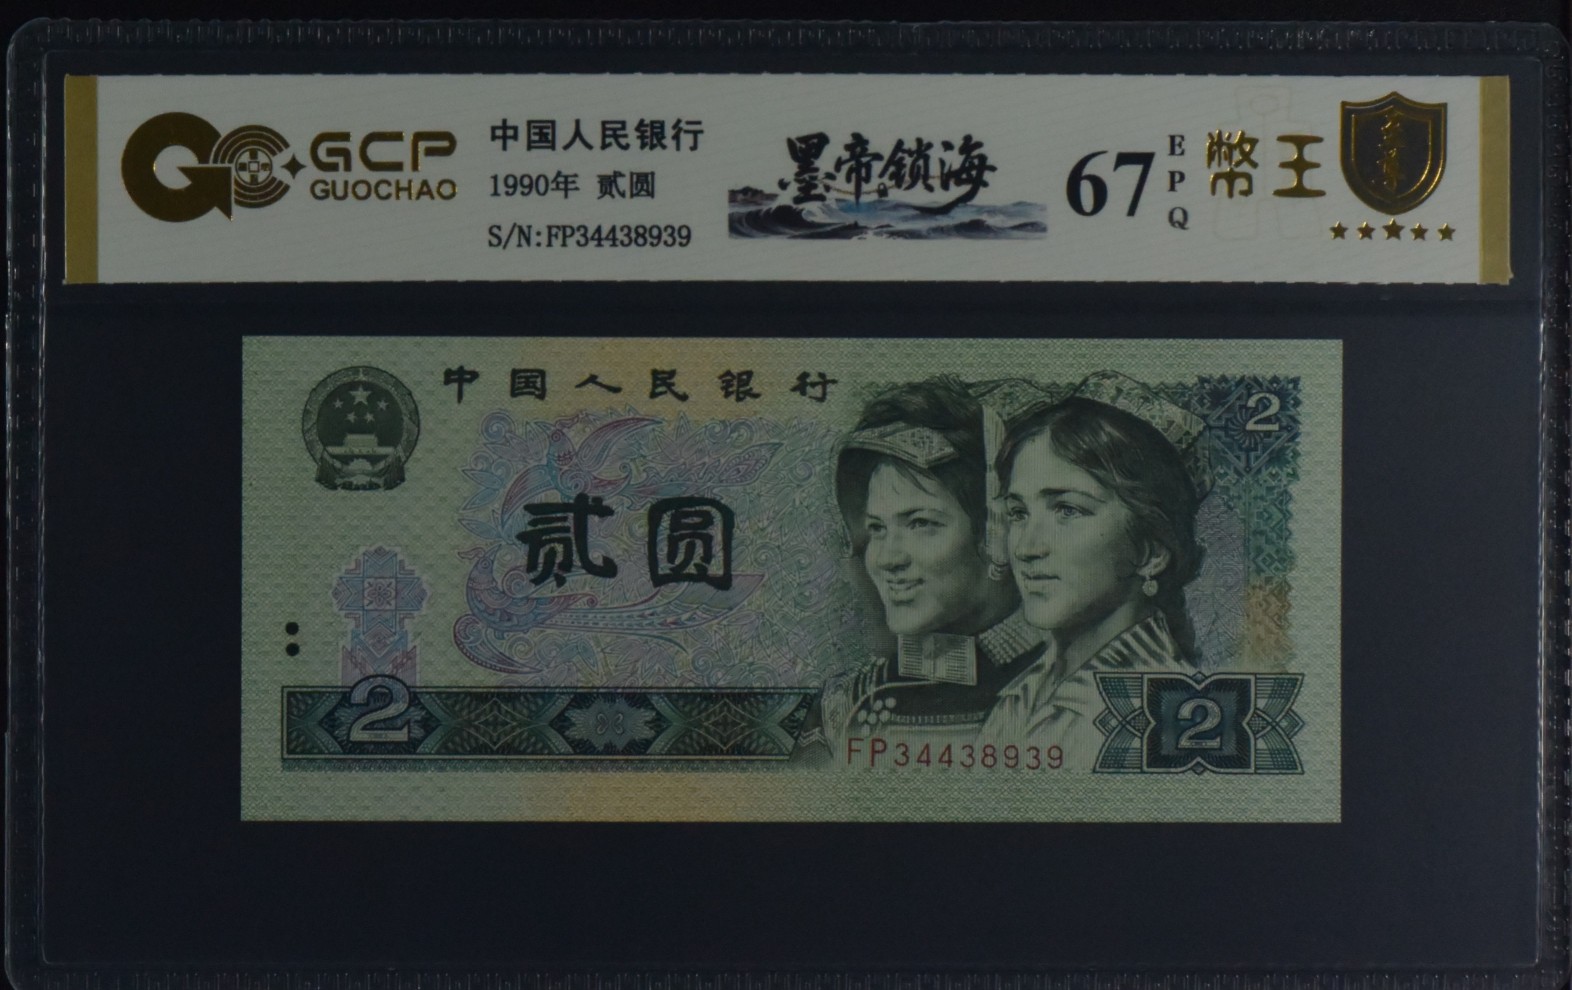 GCP
GUOCHAO
中国人民银行
1990年 贰圆
S/N:FP34438939
墨帝锁海
67
EPQ
幣王
中国人民银行
2
贰圆
2
FP34438939
2